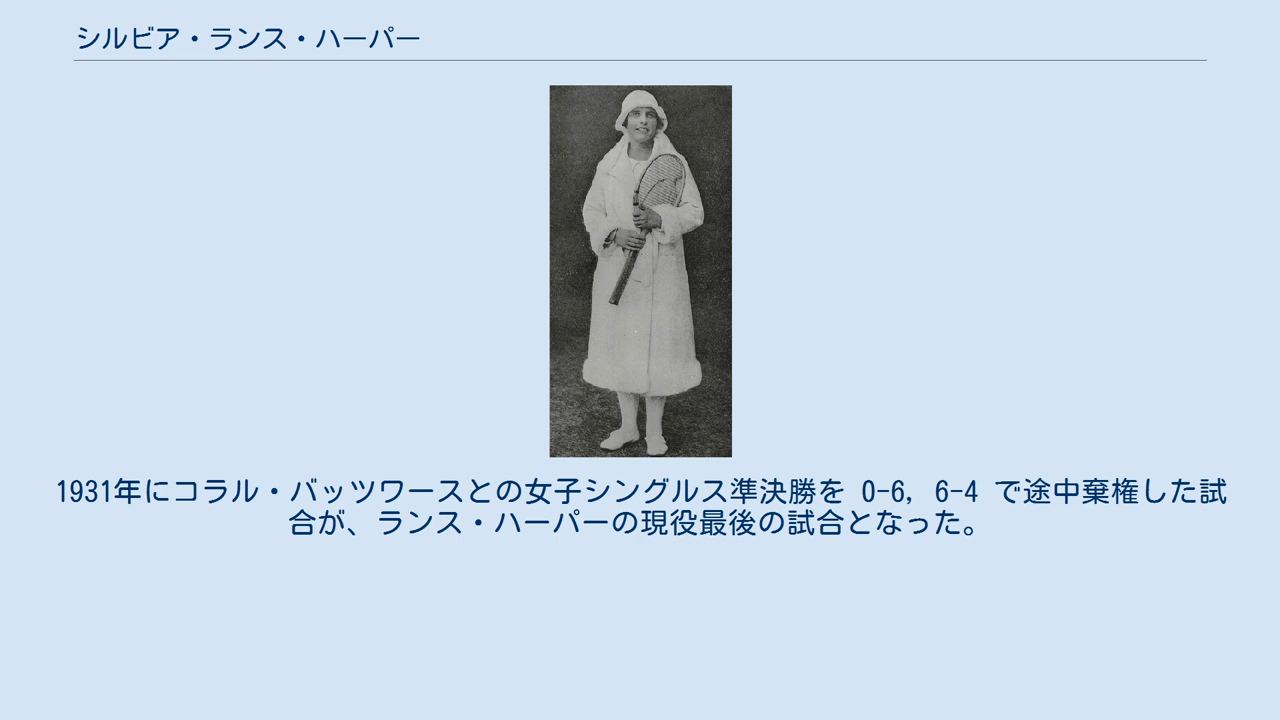 シルビア・ランス・ハーパー
1931年にコラル・バッツワースとの女子シングルス準決勝を 0-6, 6-4 で途中棄権した試
合が、ランス・ハーパーの現役最後の試合となった。